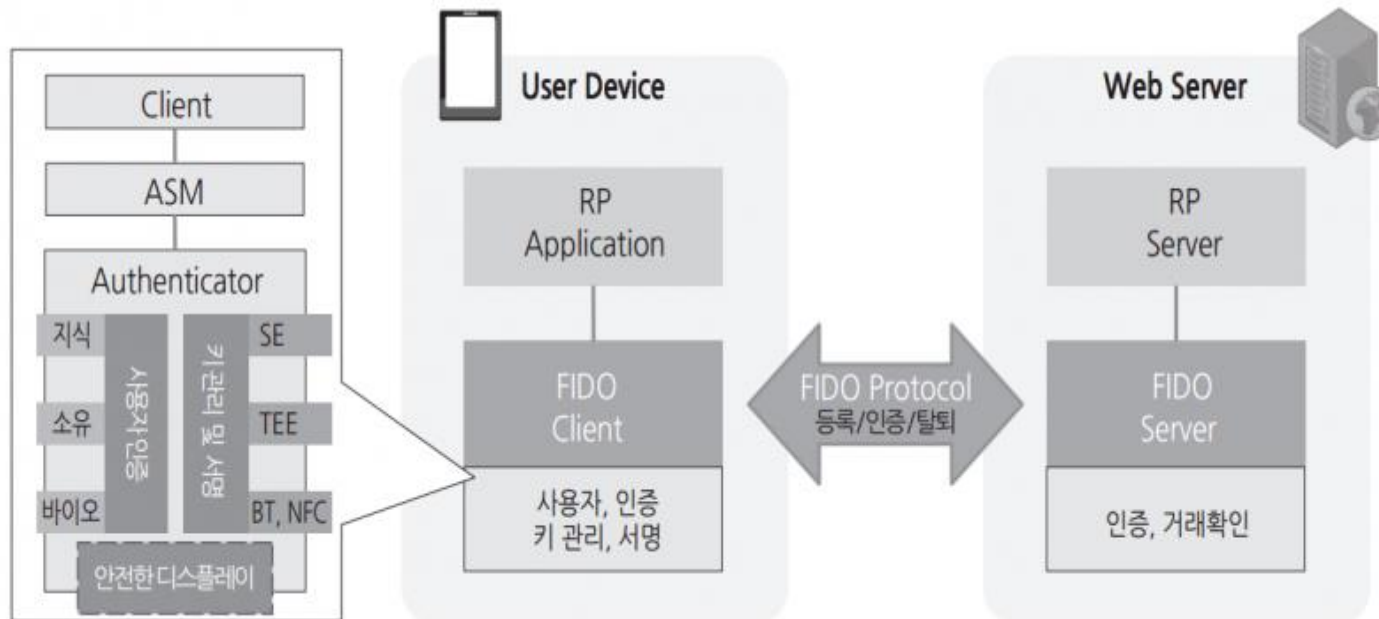 Client
ASM
Authenticator
지식
소유
바이오
사용자인증
키 관리 및 서명
SE
TEE
BT, NFC
안전한 디스플레이
User Device
RP
Application
FIDO
Client
사용자, 인증
키 관리, 서명
FIDO Protocol
등록/인증/탈퇴
Web Server
RP
Server
FIDO
Server
인증, 거래확인